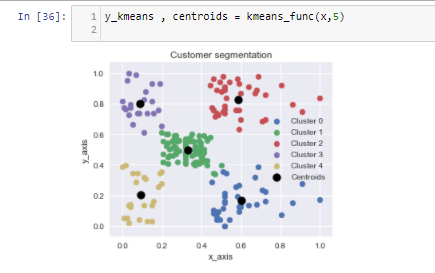 In [36]:
1 y_kmeans , centroids = kmeans_func(x,5)
2
Customer segmentation
1.0
0.8
0.6
0.4
0.2
0.0
y_axis
Cluster 0
Cluster 1
Cluster 2
Cluster 3
Cluster 4
Centroids
0.0 0.2 0.4 0.6 0.8 1.0
x_axis